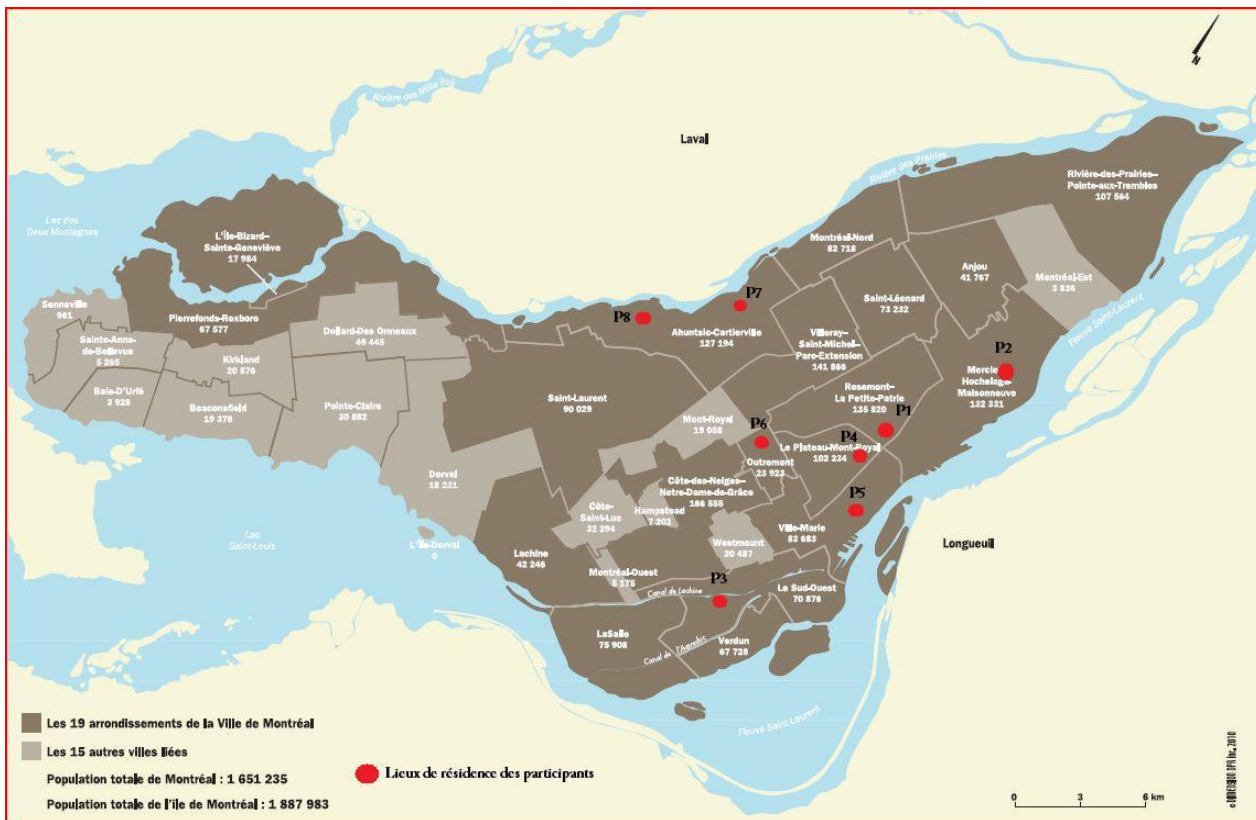 N
Rivière des Mille Îles
Laval
Rivière des Prairies
Rivière-des-Prairies–
Pointe-aux-Trembles
107 564
Lac des
Deux Montagnes
L'Île-Bizard–
Sainte-Geneviève
17 984
Montréal-Nord
82 718
Anjou
41 767
Montréal-Est
3 836
Senneville
961
Pierrefonds-Roxboro
67 577
P8
P7
Ahuntsic-Cartierville
127 194
Saint-Léonard
73 232
Fleuve Saint-Laurent
Sainte-Anne-
de-Bellevue
5 265
Dollard-Des Ormeaux
49 445
Kirkland
20 876
Villeray–
Saint-Michel–
Parc-Extension
141 866
P2
Mercier
Hochelaga-
Maisonneuve
132 331
Baie-D'Urfé
3 928
Beaconsfield
19 378
Pointe-Claire
30 882
Saint-Laurent
90 029
Mont-Royal
19 088
Rosemont–
La Petite-Patrie
135 820
P1
P6
P4
Le Plateau-Mont-Royal
102 234
Outremont
23 923
Dorval
18 231
Côte-des-Neiges–
Notre-Dame-de-Grâce
166 555
Côte-
Saint-Luc
32 294
Hampstead
7 202
P5
Ville-Marie
83 683
Lac
Saint-Louis
L'Île-Dorval
0
Lachine
42 246
Westmount
20 487
Longueuil
Montréal-Ouest
5 175
P3
Canal de Lachine
Le Sud-Ouest
70 876
LaSalle
75 908
Verdun
67 728
Canal de l'Aqueduc
Fleuve Saint-Laurent
Les 19 arrondissements de la Ville de Montréal
Les 15 autres villes liées
Population totale de Montréal : 1 651 235
Population totale de l'île de Montréal : 1 887 983
Lieux de résidence des participants
0 3 6 km